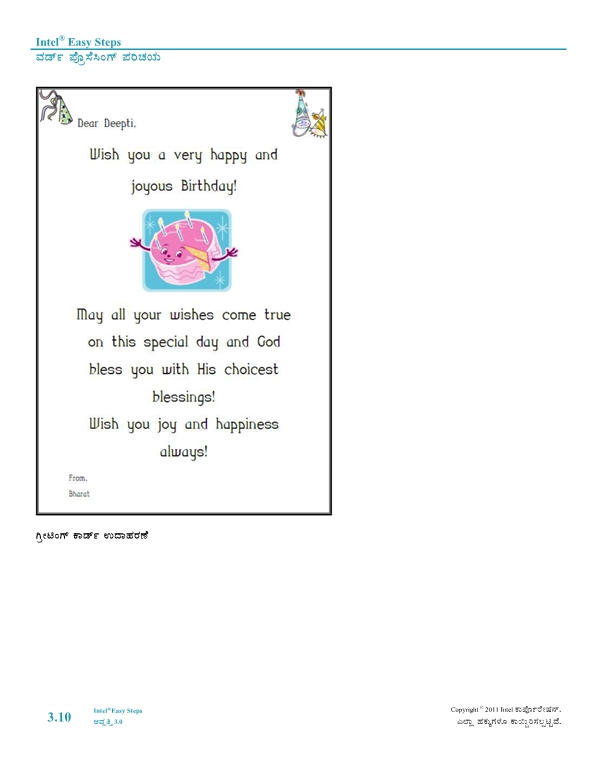 Intel® Easy Steps
ವರ್ಡ್ ಪ್ರೊಸೆಸಿಂಗ್ ಪರಿಚಯ
Dear Deepti,
Wish you a very happy and
joyous Birthday!
May all your wishes come true
on this special day and God
bless you with His choicest
blessings!
Wish you joy and happiness
always!
From,
Bharat
ಗ್ರೀಟಿಂಗ್ ಕಾರ್ಡ್ ಉದಾಹರಣೆ
3.10
Intel® Easy Steps
ಆವೃತ್ತಿ 3.0
Copyright © 2011 Intel ಕಾರ್ಪೊರೇಷನ್.
ಎಲ್ಲಾ ಹಕ್ಕುಗಳೂ ಕಾಯ್ದಿರಿಸಲ್ಪಟ್ಟಿವೆ.